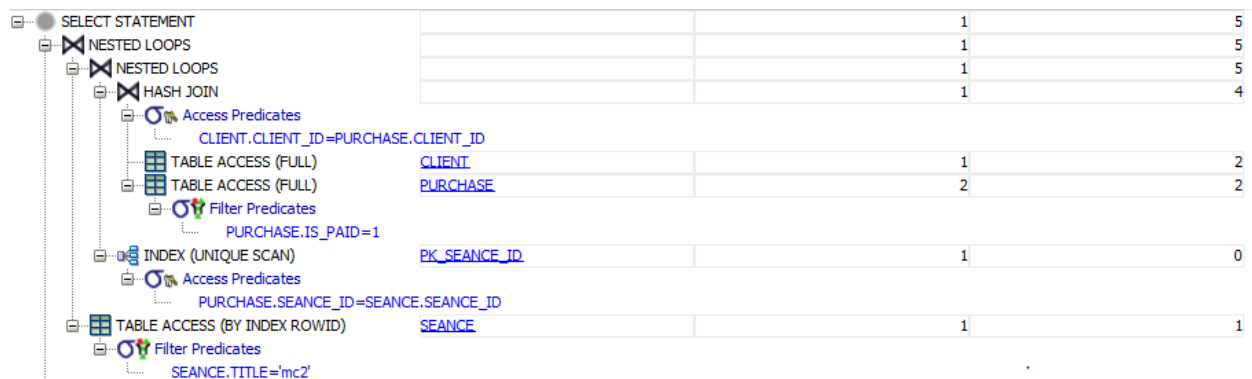 SELECT STATEMENT 1 5
NESTED LOOPS 1 5
NESTED LOOPS 1 5
HASH JOIN 1 4
Access Predicates
CLIENT.CLIENT_ID=PURCHASE.CLIENT_ID
TABLE ACCESS (FULL) CLIENT 1 2
TABLE ACCESS (FULL) PURCHASE 2 2
Filter Predicates
PURCHASE.IS_PAID=1
INDEX (UNIQUE SCAN) PK_SEANCE_ID 1 0
Access Predicates
PURCHASE.SEANCE_ID=SEANCE.SEANCE_ID
TABLE ACCESS (BY INDEX ROWID) SEANCE 1 1
Filter Predicates
SEANCE.TITLE='mc2'